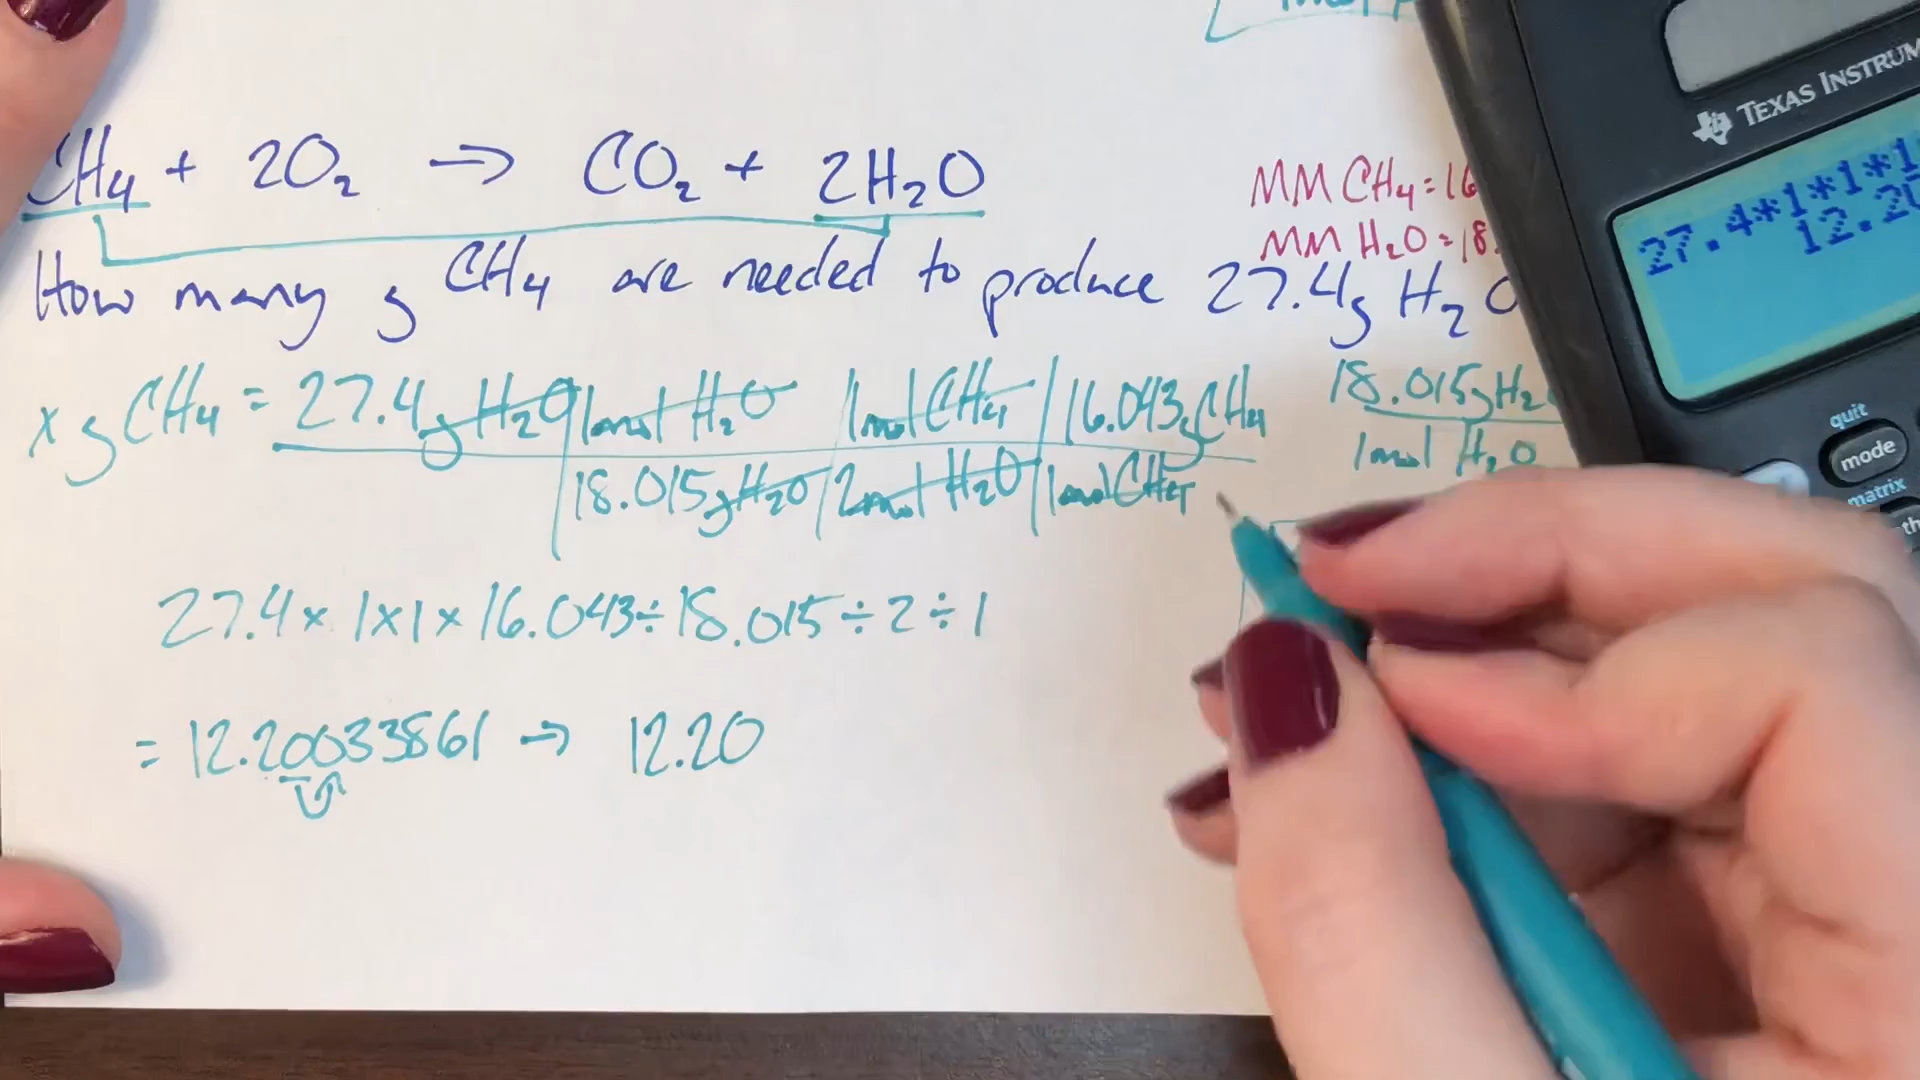 CH₄ + 2O₂ → CO₂ + 2H₂O
MM CH₄ = 16
MM H₂O = 18.
How many g CH₄ are needed to produce 27.4g H₂O
x g CH₄ = 27.4g H₂O | 1mol H₂O | 1mol CH₄ | 16.043g CH₄
18.015g H₂O | 2mol H₂O | 1mol CH₄
18.015g H₂O
1mol H₂O
27.4 × 1 × 1 × 16.043 ÷ 18.015 ÷ 2 ÷ 1
= 12.20033861 → 12.20
TEXAS INSTRUM
27.4*1*1*1
12.20
quit
mode
matrix